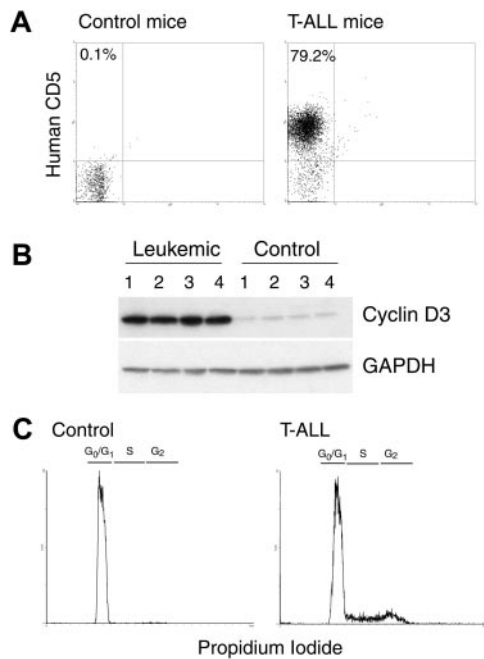 A
Control mice
T-ALL mice
0.1%
79.2%
Human CD5
B
Leukemic Control
1 2 3 4 1 2 3 4
Cyclin D3
GAPDH
C
Control
T-ALL
G0/G1 S G2
G0/G1 S G2
Propidium Iodide